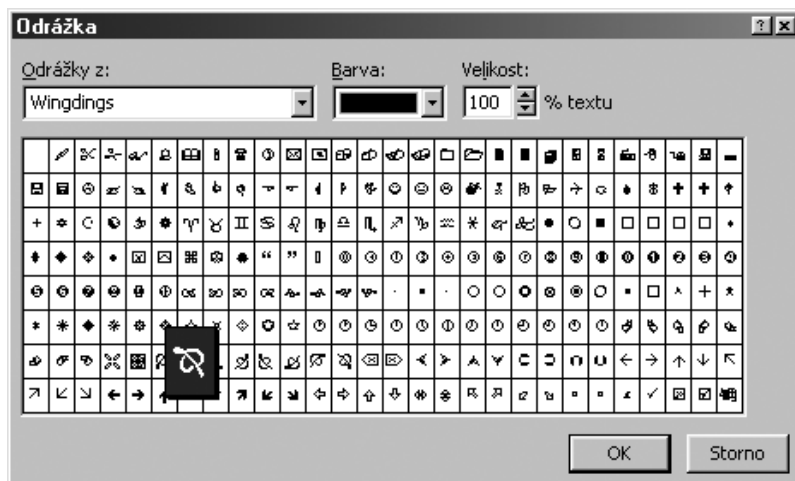 Odrážka
Odrážky z: Barva: Velikost:
Wingdings 100 % textu
OK Storno